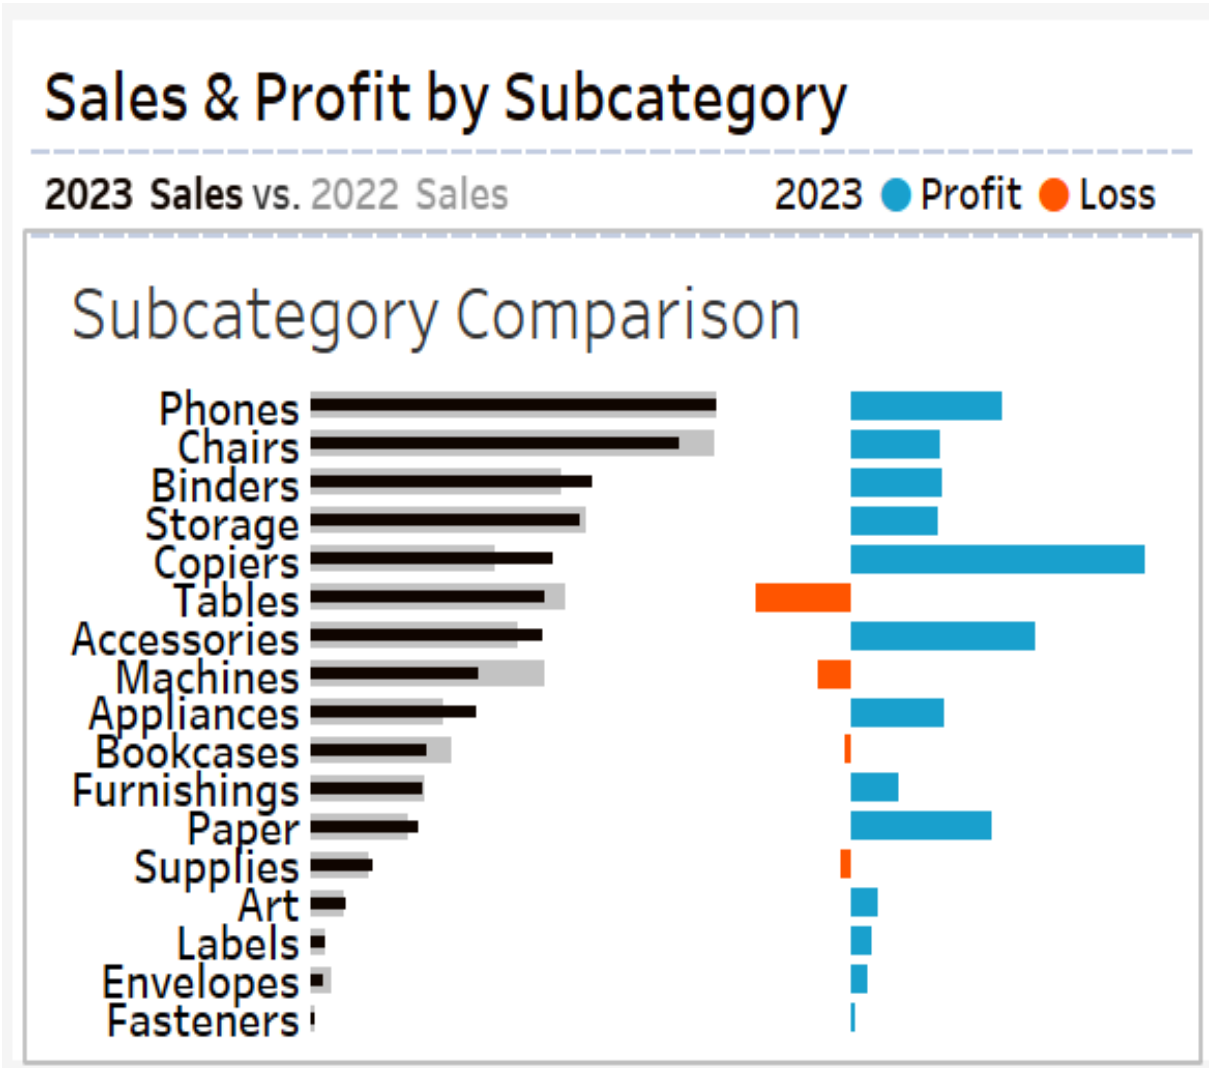 Sales & Profit by Subcategory
2023 Sales vs. 2022 Sales
2023 Profit Loss
Subcategory Comparison
Phones
Chairs
Binders
Storage
Copiers
Tables
Accessories
Machines
Appliances
Bookcases
Furnishings
Paper
Supplies
Art
Labels
Envelopes
Fasteners